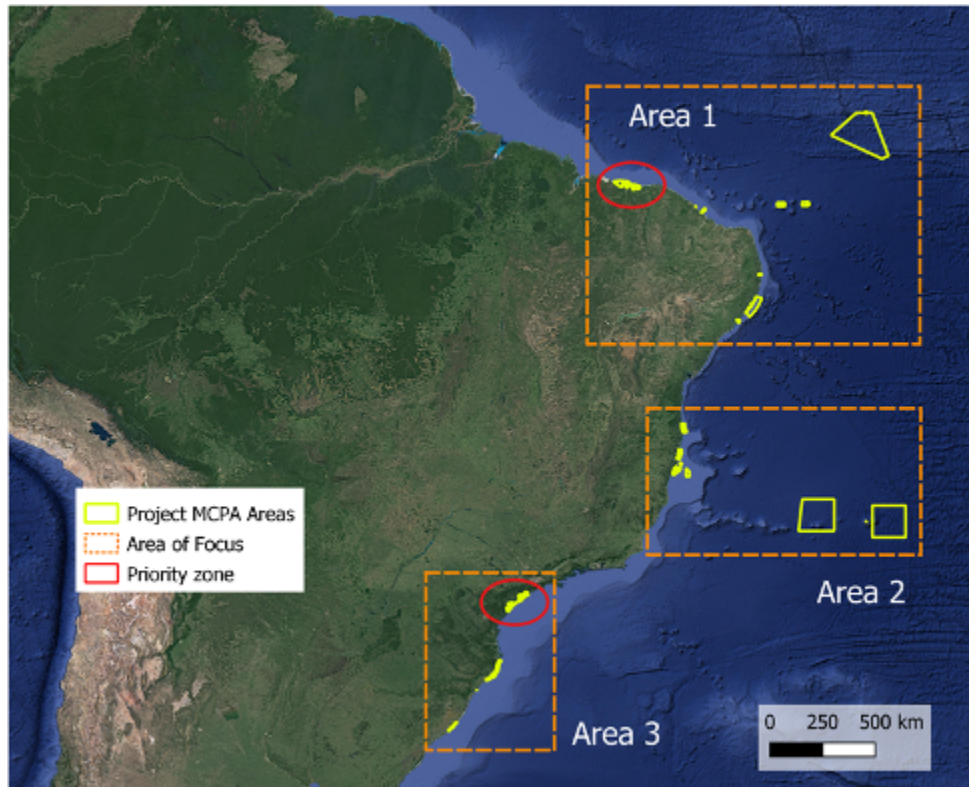 Area 1
Project MCPA Areas
Area of Focus
Priority zone
Area 2
Area 3
0 250 500 km